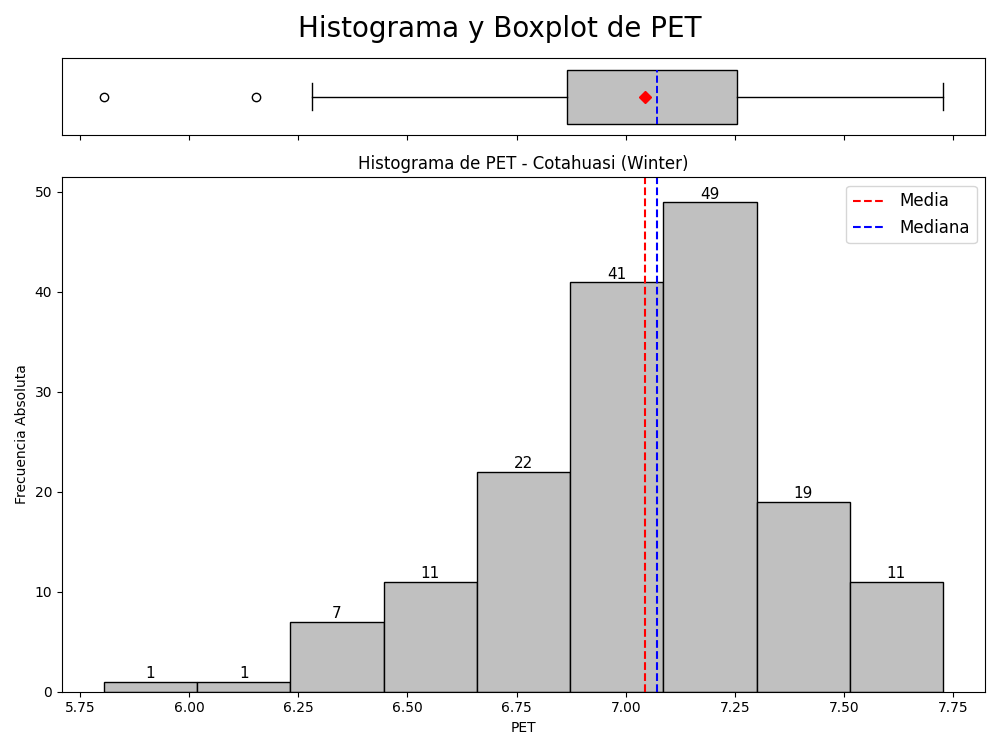 Histograma y Boxplot de PET
Histograma de PET - Cotahuasi (Winter)
Media
Mediana
Frecuencia Absoluta
50
40
30
20
10
0
1
1
7
11
22
41
49
19
11
5.75 6.00 6.25 6.50 6.75 7.00 7.25 7.50 7.75
PET